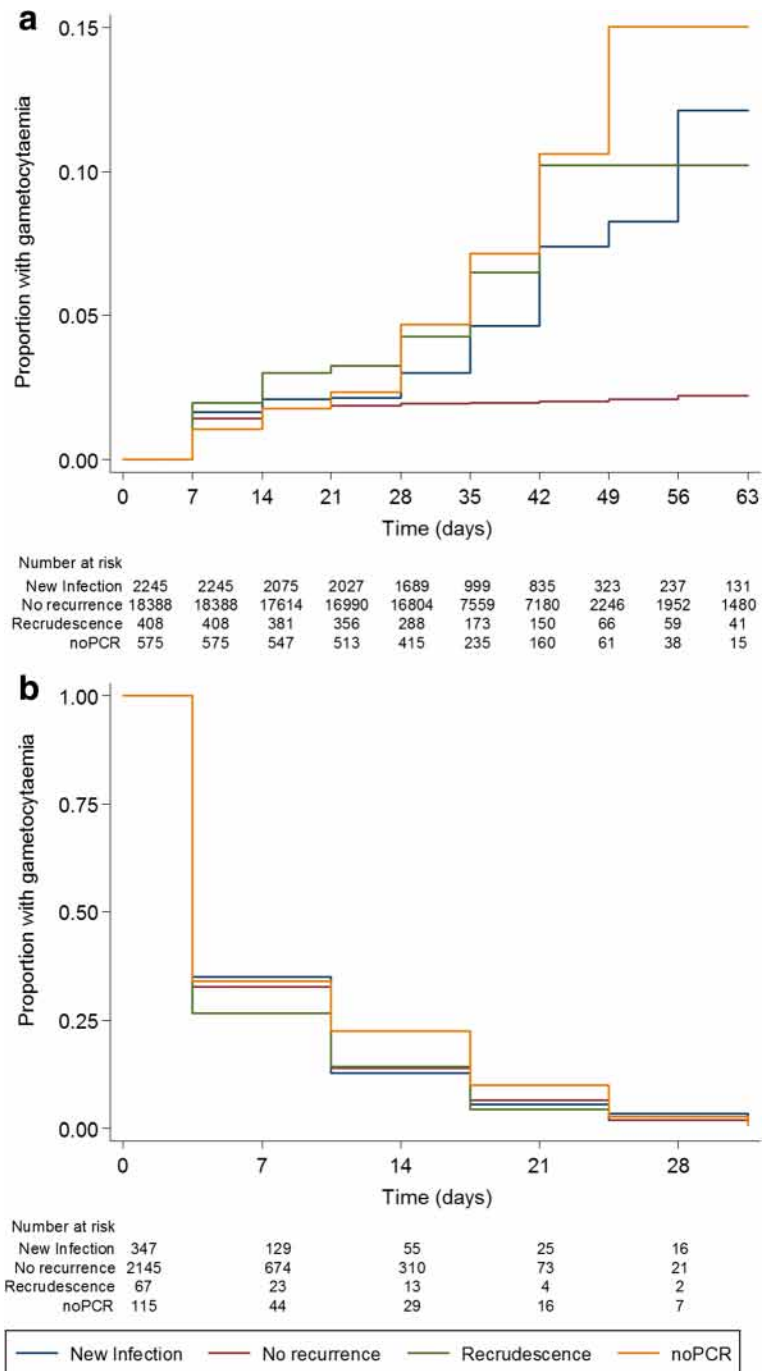 a
0.15
0.10
0.05
0.00
Proportion with gametocytaemia
0 7 14 21 28 35 42 49 56 63
Time (days)
Number at risk
New Infection 2245 2245 2075 2027 1689 999 835 323 237 131
No recurrence 18388 18388 17614 16990 16804 7559 7180 2246 1952 1480
Recrudescence 408 408 381 356 288 173 150 66 59 41
noPCR 575 575 547 513 415 235 160 61 38 15
b
1.00
0.75
0.50
0.25
0.00
Proportion with gametocytaemia
0 7 14 21 28
Time (days)
Number at risk
New Infection 347 129 55 25 16
No recurrence 2145 674 310 73 21
Recrudescence 67 23 13 4 2
noPCR 115 44 29 16 7
New Infection No recurrence Recrudescence noPCR